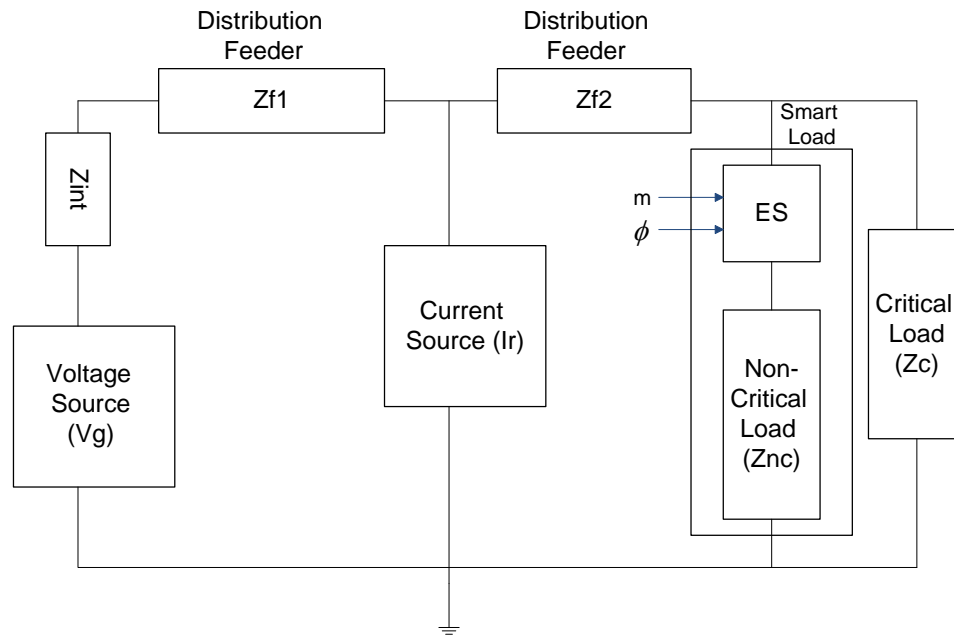 Distribution
Feeder
Distribution
Feeder
Zf1
Zf2
Smart
Load
Zint
m
ϕ
ES
Current
Source (Ir)
Critical
Load
(Zc)
Voltage
Source
(Vg)
Non-
Critical
Load
(Znc)